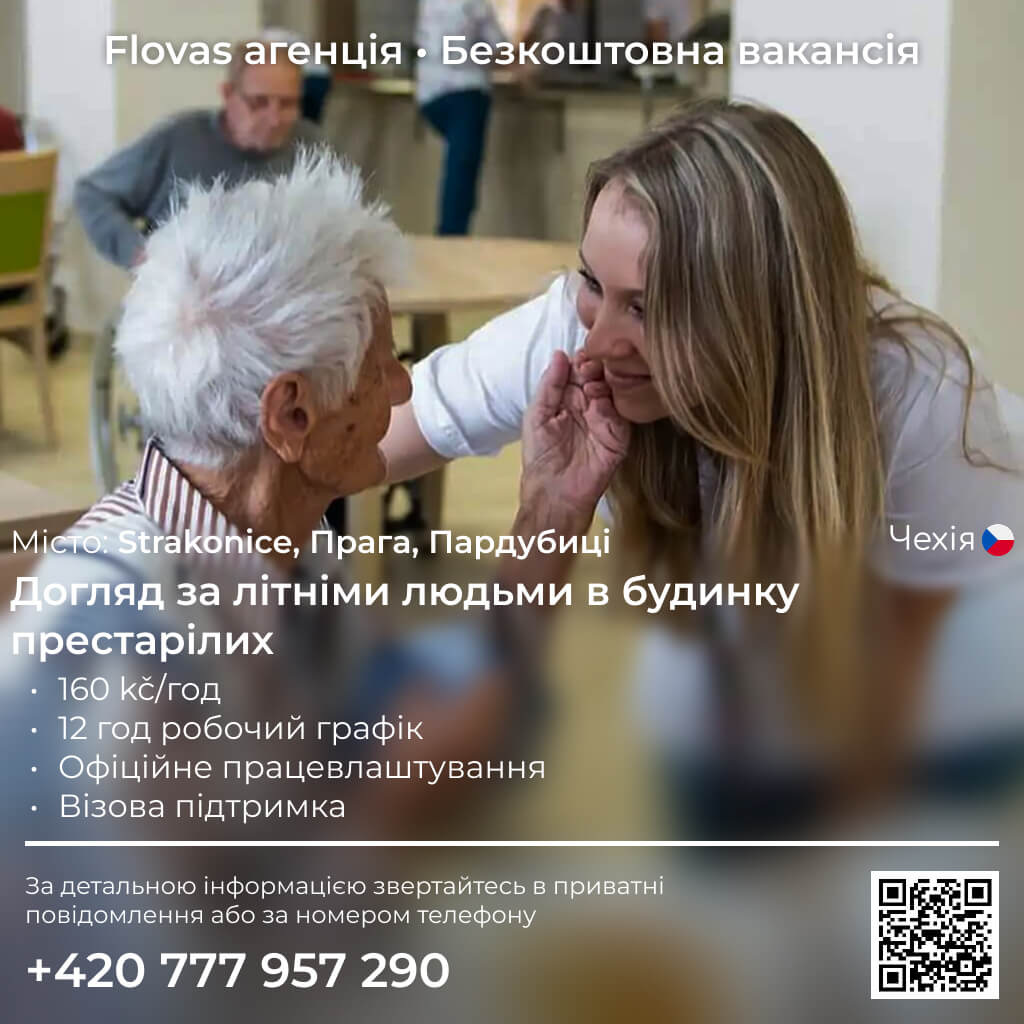 Flovas агенція • Безкоштовна вакансія
Місто: Strakonice, Прага, Пардубиці
Чехія
Догляд за літніми людьми в будинку
престарілих
• 160 kč/год
• 12 год робочий графік
• Офіційне працевлаштування
• Візова підтримка
За детальною інформацією звертайтесь в приватні
повідомлення або за номером телефону
+420 777 957 290